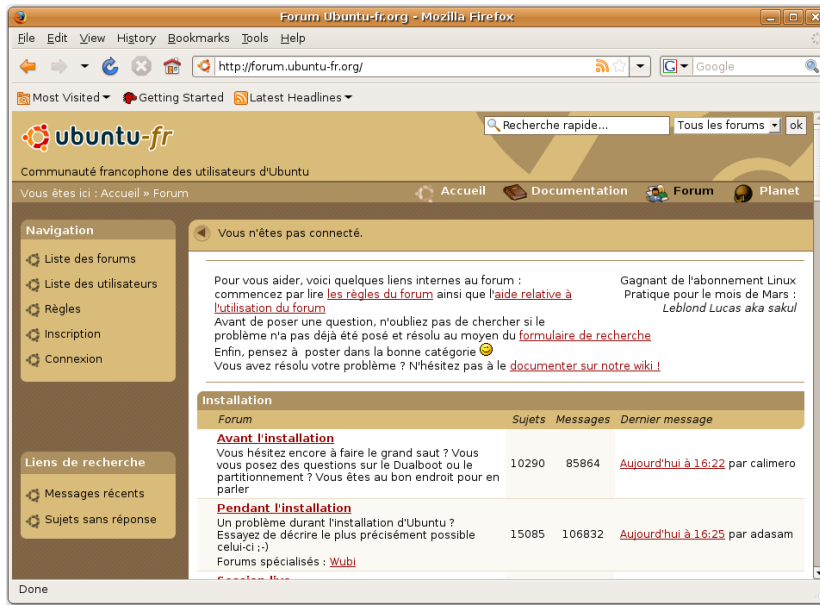 Forum Ubuntu-fr.org - Mozilla Firefox
File Edit View History Bookmarks Tools Help
http://forum.ubuntu-fr.org/
G Google
Most Visited Getting Started Latest Headlines
ubuntu-fr
Recherche rapide... Tous les forums ok
Communauté francophone des utilisateurs d'Ubuntu
Vous êtes ici : Accueil » Forum
Accueil Documentation Forum Planet
Navigation
Liste des forums
Liste des utilisateurs
Règles
Inscription
Connexion
Liens de recherche
Messages récents
Sujets sans réponse
Vous n'êtes pas connecté.
Pour vous aider, voici quelques liens internes au forum :
commencez par lire les règles du forum ainsi que l'aide relative à
l'utilisation du forum
Avant de poser une question, n'oubliez pas de chercher si le
problème n'a pas déjà été posé et résolu au moyen du formulaire de recherche
Enfin, pensez à poster dans la bonne catégorie
Vous avez résolu votre problème ? N'hésitez pas à le documenter sur notre wiki !
Gagnant de l'abonnement Linux
Pratique pour le mois de Mars :
Leblond Lucas aka sakul
Installation
Forum Sujets Messages Dernier message
Avant l'installation
Vous hésitez encore à faire le grand saut ? Vous
vous posez des questions sur le Dualboot ou le
partitionnement ? Vous êtes au bon endroit pour en
parler
10290 85864 Aujourd'hui à 16:22 par calimero
Pendant l'installation
Un problème durant l'installation d'Ubuntu ?
Essayez de décrire le plus précisément possible
celui-ci ;-)
Forums spécialisés : Wubi
15085 106832 Aujourd'hui à 16:25 par adasam
Done